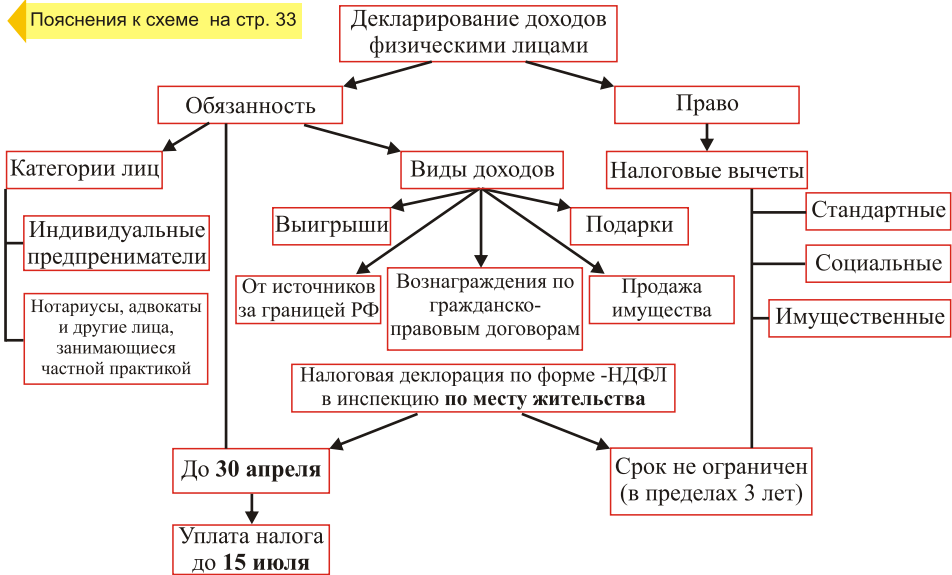 Пояснения к схеме на стр. 33
Декларирование доходов
физическими лицами
Обязанность
Право
Категории лиц
Виды доходов
Налоговые вычеты
Выигрыши
Подарки
Стандартные
Индивидуальные
предпрениматели
Социальные
От источников
за границей РФ
Вознаграждения по
гражданско-
правовым договорам
Продажа
имущества
Имущественные
Нотариусы, адвокаты
и другие лица,
занимающиеся
частной практикой
Налоговая деклорация по форме -НДФЛ
в инспекцию по месту жительства
До 30 апреля
Срок не ограничен
(в пределах 3 лет)
Уплата налога
до 15 июля